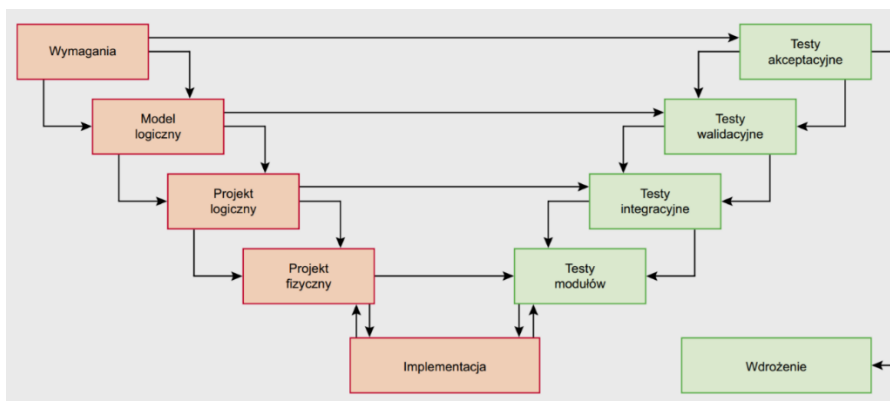 Wymagania
Testy
akceptacyjne
Model
logiczny
Testy
walidacyjne
Projekt
logiczny
Testy
integracyjne
Projekt
fizyczny
Testy
modułów
Implementacja
Wdrożenie